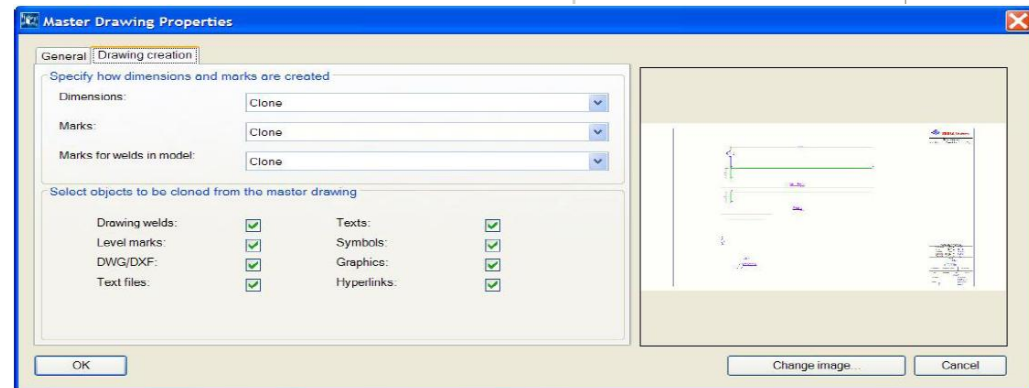 Master Drawing Properties
General Drawing creation
Specify how dimensions and marks are created
Dimensions: Clone
Marks: Clone
Marks for welds in model: Clone
Select objects to be cloned from the master drawing
Drawing welds: Texts:
Level marks: Symbols:
DWG/DXF: Graphics:
Text files: Hyperlinks:
OK Change image... Cancel